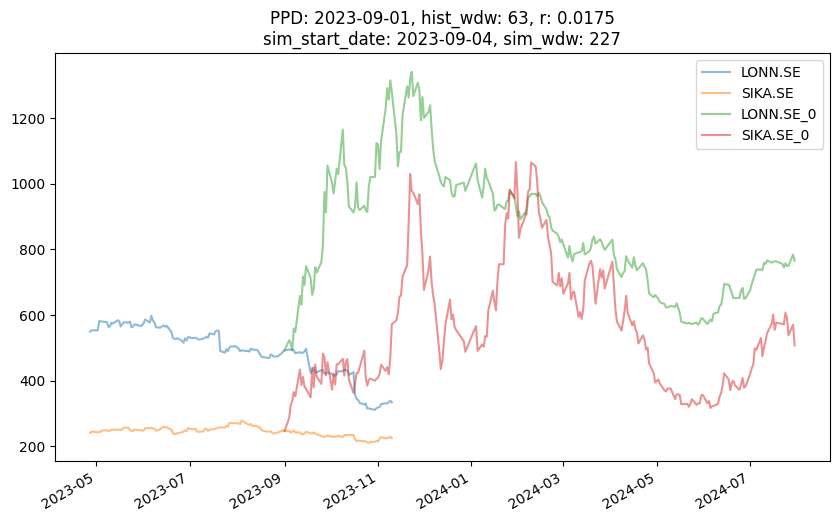 PPD: 2023-09-01, hist_wdw: 63, r: 0.0175
sim_start_date: 2023-09-04, sim_wdw: 227
LONN.SE
SIKA.SE
LONN.SE_0
SIKA.SE_0
1200
1000
800
600
400
200
2023-05
2023-07
2023-09
2023-11
2024-01
2024-03
2024-05
2024-07